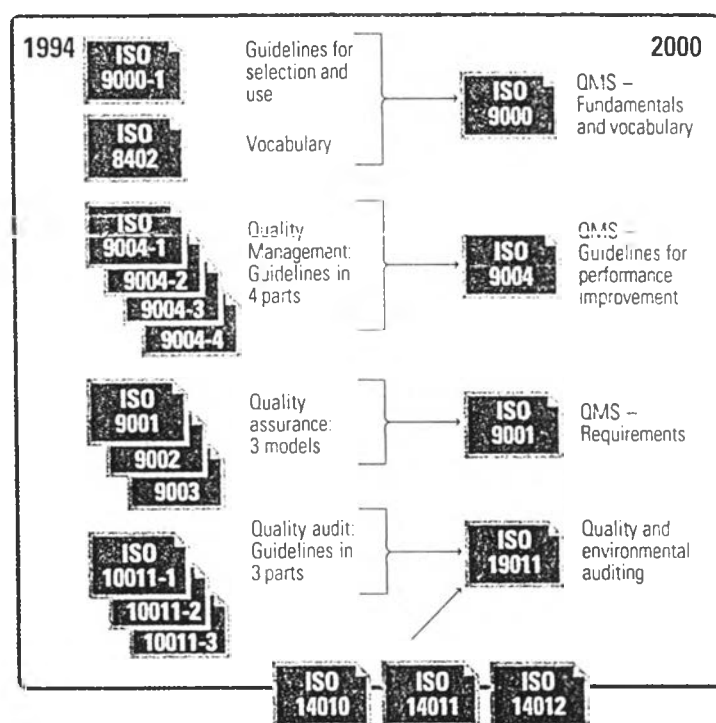 1994
2000
ISO
9000-1
Guidelines for
selection and
use
ISO
8402
Vocabulary
ISO
9000
QMS –
Fundamentals
and vocabulary
ISO
9004-1
9004-2
9004-3
9004-4
Quality
Management:
Guidelines in
4 parts
ISO
9004
QMS –
Guidelines for
performance
improvement
ISO
9001
9002
9003
Quality
assurance:
3 models
ISO
9001
QMS –
Requirements
ISO
10011-1
10011-2
10011-3
Quality audit:
Guidelines in
3 parts
ISO
19011
Quality and
environmental
auditing
ISO
14010
ISO
14011
ISO
14012